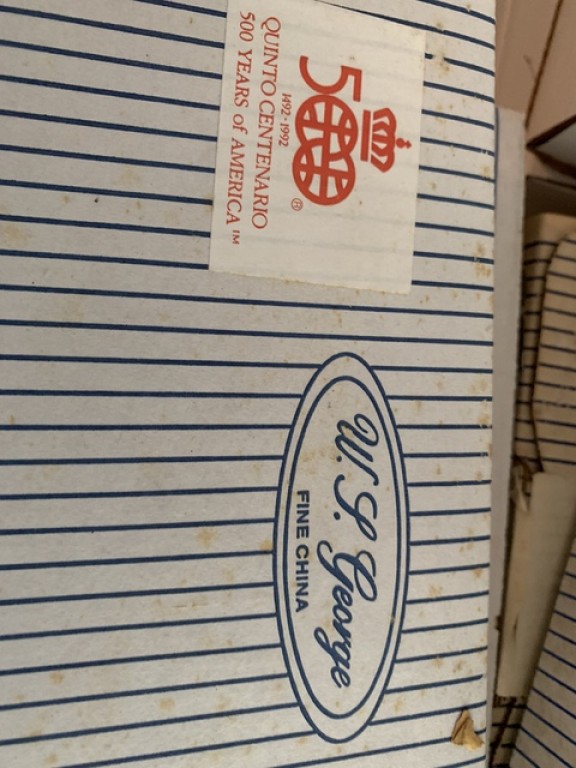 500
1492-1992
®
QUINTO CENTENARIO
500 YEARS of AMERICA™
W.S. George
FINE CHINA